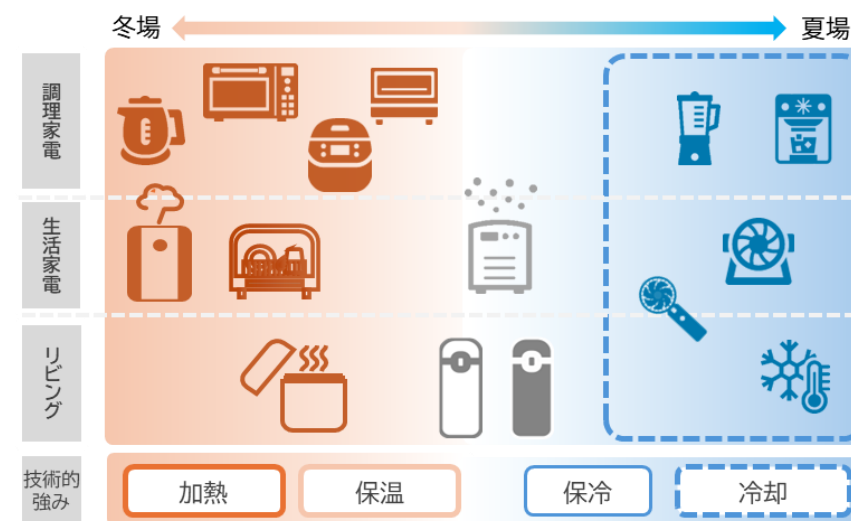 冬場
夏場
調理家電
生活家電
リビング
技術的
強み
加熱
保温
保冷
冷却